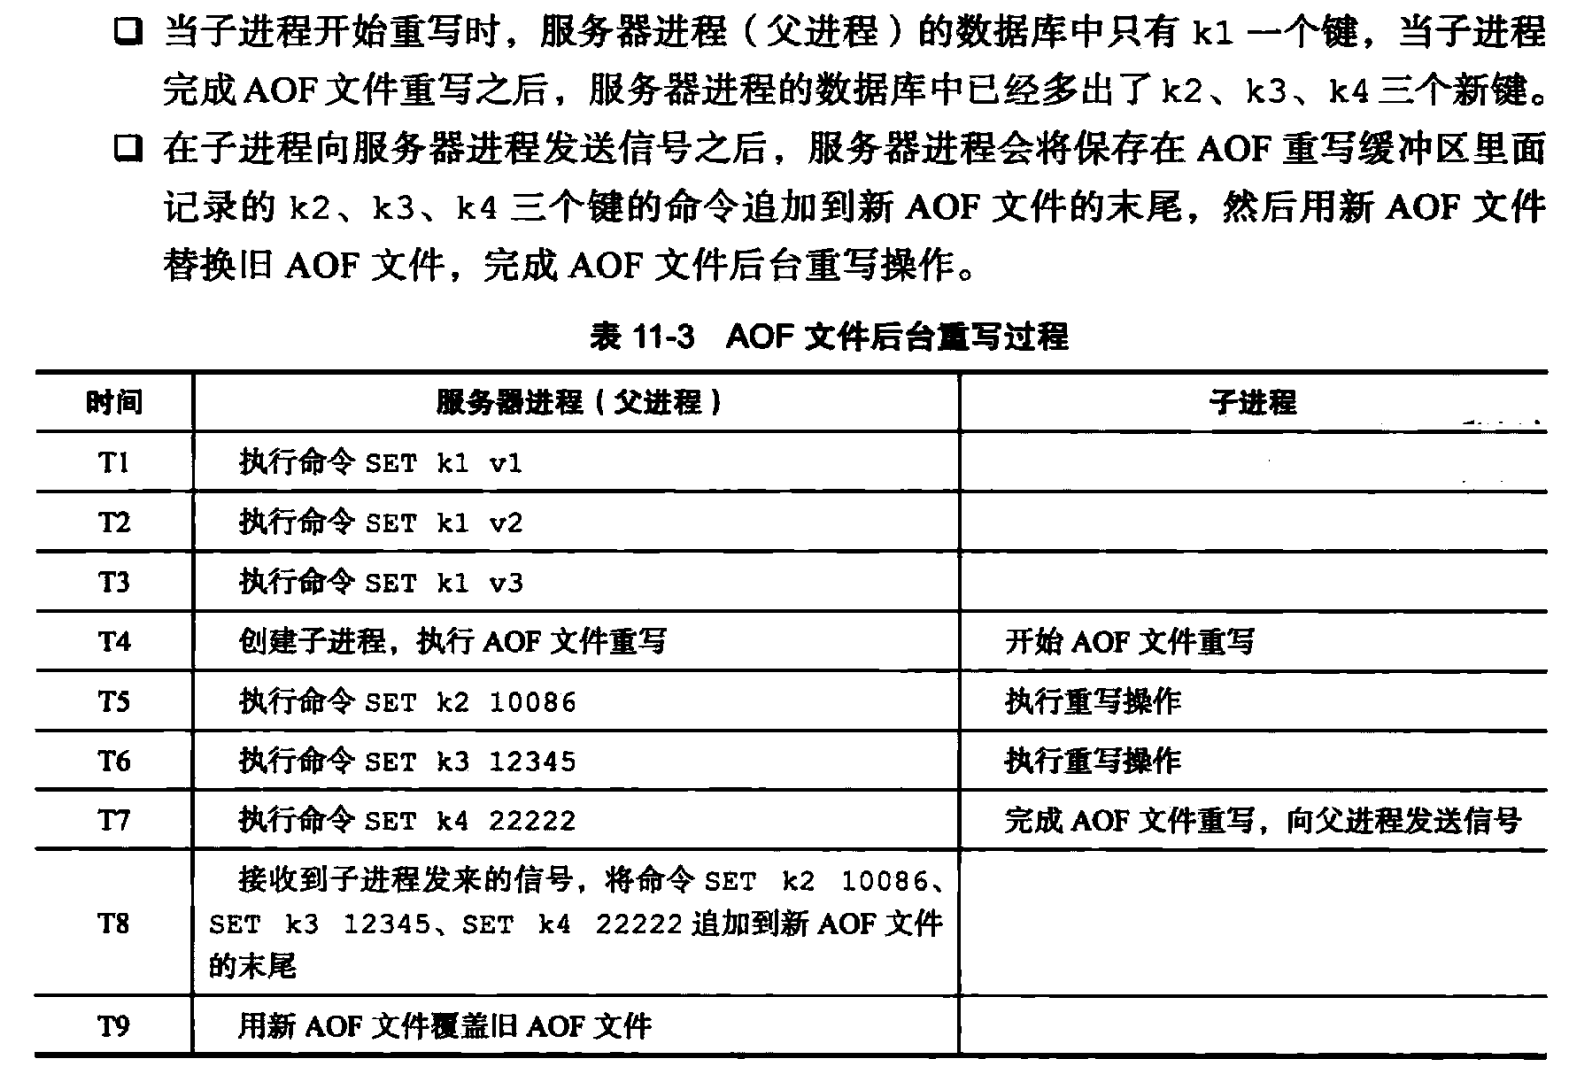 当子进程开始重写时，服务器进程（父进程）的数据库中只有 k1 一个键，当子进程
完成 AOF 文件重写之后，服务器进程的数据库中已经多出了 k2、k3、k4 三个新键。
在子进程向服务器进程发送信号之后，服务器进程会将保存在 AOF 重写缓冲区里面
记录的 k2、k3、k4 三个键的命令追加到新 AOF 文件的末尾，然后用新 AOF 文件
替换旧 AOF 文件，完成 AOF 文件后台重写操作。
表 11-3 AOF 文件后台重写过程
时间 服务器进程（父进程） 子进程
T1 执行命令 SET k1 v1
T2 执行命令 SET k1 v2
T3 执行命令 SET k1 v3
T4 创建子进程，执行 AOF 文件重写 开始 AOF 文件重写
T5 执行命令 SET k2 10086 执行重写操作
T6 执行命令 SET k3 12345 执行重写操作
T7 执行命令 SET k4 22222 完成 AOF 文件重写，向父进程发送信号
接收到子进程发来的信号，将命令 SET k2 10086、
T8 SET k3 12345、SET k4 22222 追加到新 AOF 文件
的末尾
T9 用新 AOF 文件覆盖旧 AOF 文件